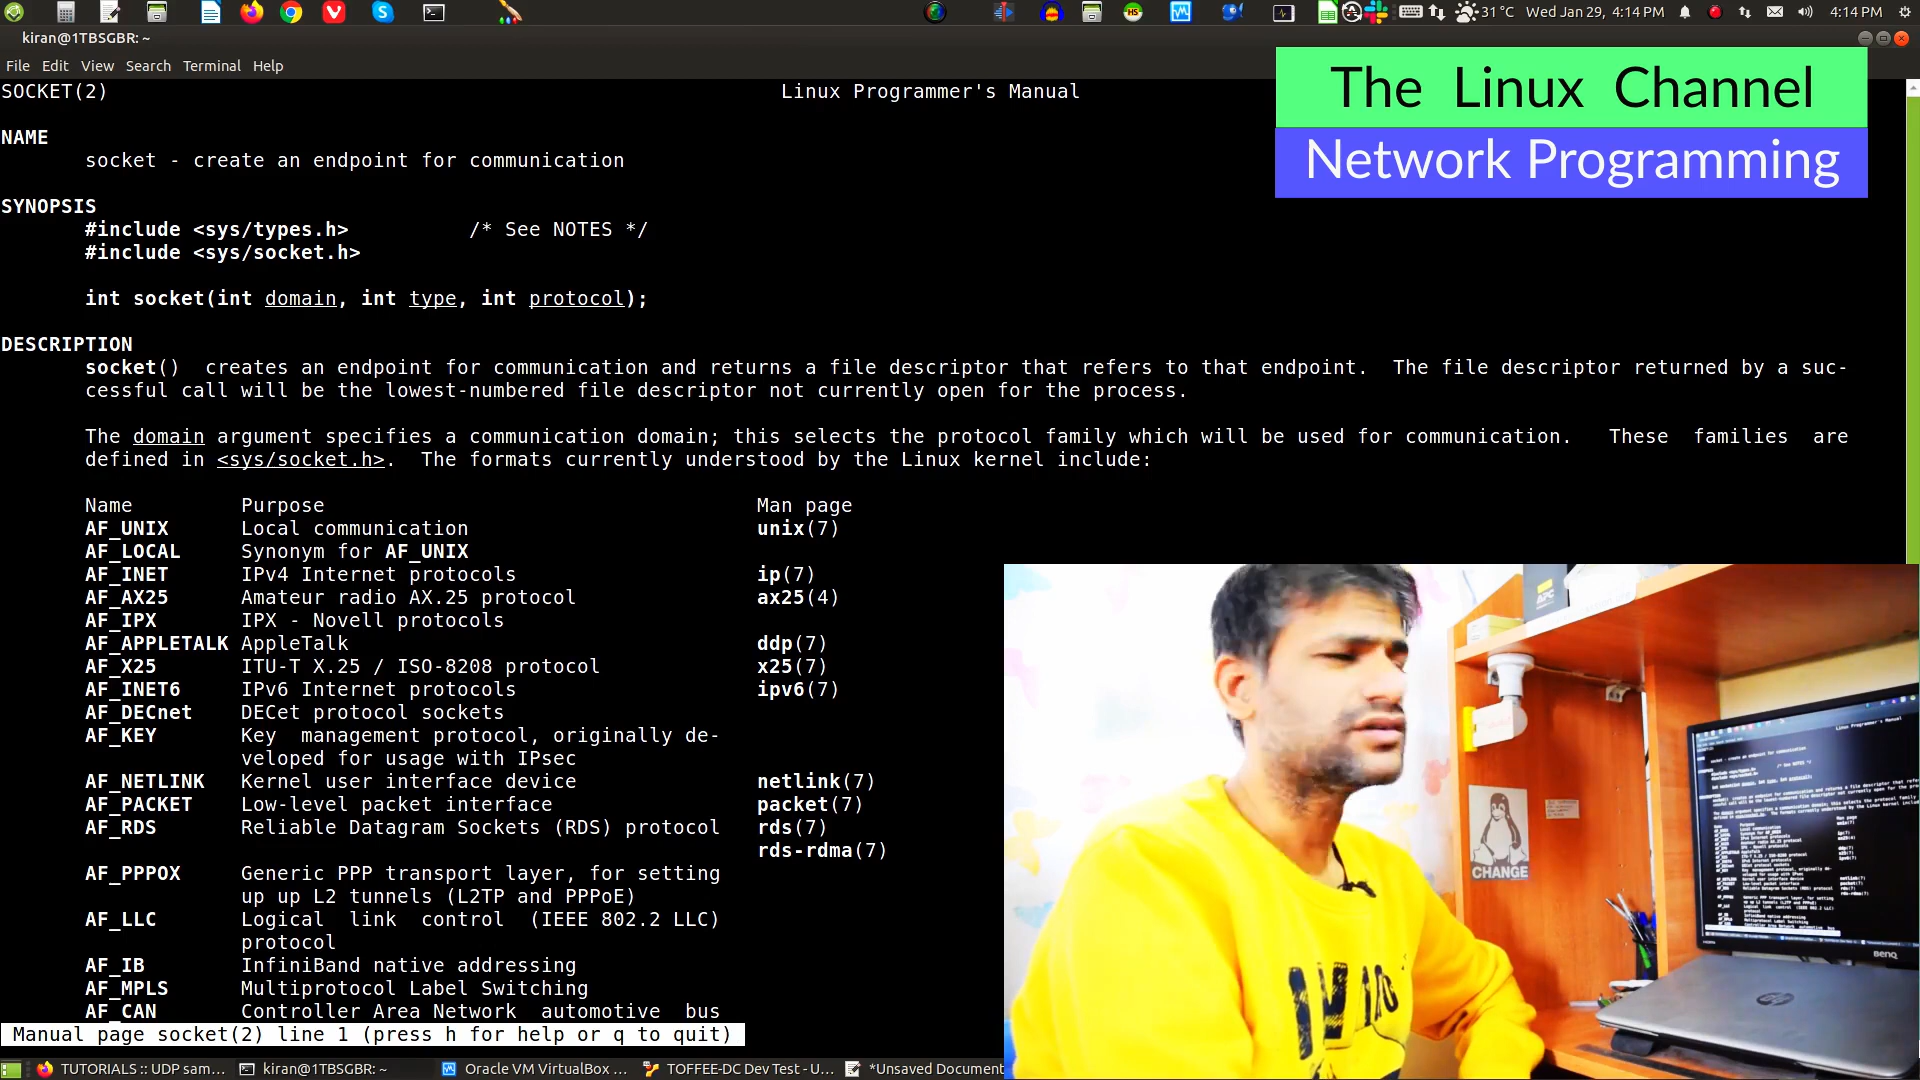 31 °C Wed Jan 29, 4:14 PM 4:14 PM
kiran@1TBSGBR: ~
File Edit View Search Terminal Help
The Linux Channel
Network Programming
SOCKET(2) Linux Programmer's Manual
NAME
socket - create an endpoint for communication
SYNOPSIS
#include <sys/types.h> /* See NOTES */
#include <sys/socket.h>
int socket(int domain, int type, int protocol);
DESCRIPTION
socket() creates an endpoint for communication and returns a file descriptor that refers to that endpoint. The file descriptor returned by a suc-
cessful call will be the lowest-numbered file descriptor not currently open for the process.
The domain argument specifies a communication domain; this selects the protocol family which will be used for communication. These families are
defined in <sys/socket.h>. The formats currently understood by the Linux kernel include:
Name Purpose Man page
AF_UNIX Local communication unix(7)
AF_LOCAL Synonym for AF_UNIX
AF_INET IPv4 Internet protocols ip(7)
AF_AX25 Amateur radio AX.25 protocol ax25(4)
AF_IPX IPX - Novell protocols
AF_APPLETALK AppleTalk ddp(7)
AF_X25 ITU-T X.25 / ISO-8208 protocol x25(7)
AF_INET6 IPv6 Internet protocols ipv6(7)
AF_DECnet DECet protocol sockets
AF_KEY Key management protocol, originally de-
veloped for usage with IPsec
AF_NETLINK Kernel user interface device netlink(7)
AF_PACKET Low-level packet interface packet(7)
AF_RDS Reliable Datagram Sockets (RDS) protocol rds(7)
rds-rdma(7)
AF_PPPOX Generic PPP transport layer, for setting
up up L2 tunnels (L2TP and PPPoE)
AF_LLC Logical link control (IEEE 802.2 LLC)
protocol
AF_IB InfiniBand native addressing
AF_MPLS Multiprotocol Label Switching
AF_CAN Controller Area Network automotive bus
Manual page socket(2) line 1 (press h for help or q to quit)
APC
CHANGE
BenQ
TUTORIALS :: UDP sam... kiran@1TBSGBR: ~ Oracle VM VirtualBox ... TOFFEE-DC Dev Test - U... *Unsaved Document